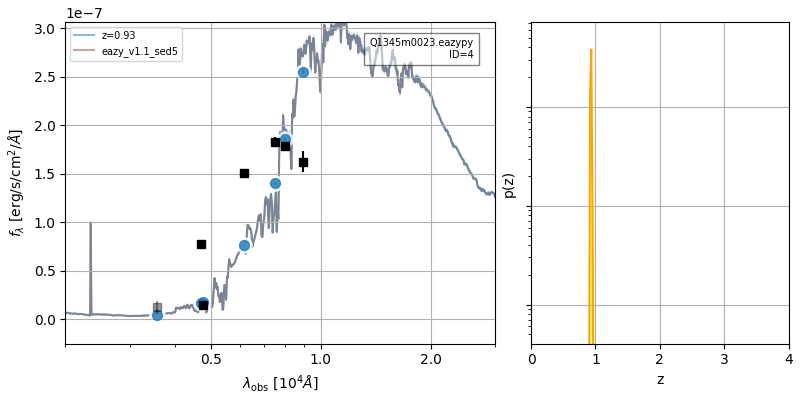 1e−7
z=0.93
eazy_v1.1_sed5
Q1345m0023.eazypy
ID=4
3.0
2.5
2.0
1.5
1.0
0.5
0.0
fλ [erg/s/cm²/Å]
0.5
1.0
2.0
λobs [10⁴Å]
p(z)
0
1
2
3
4
z